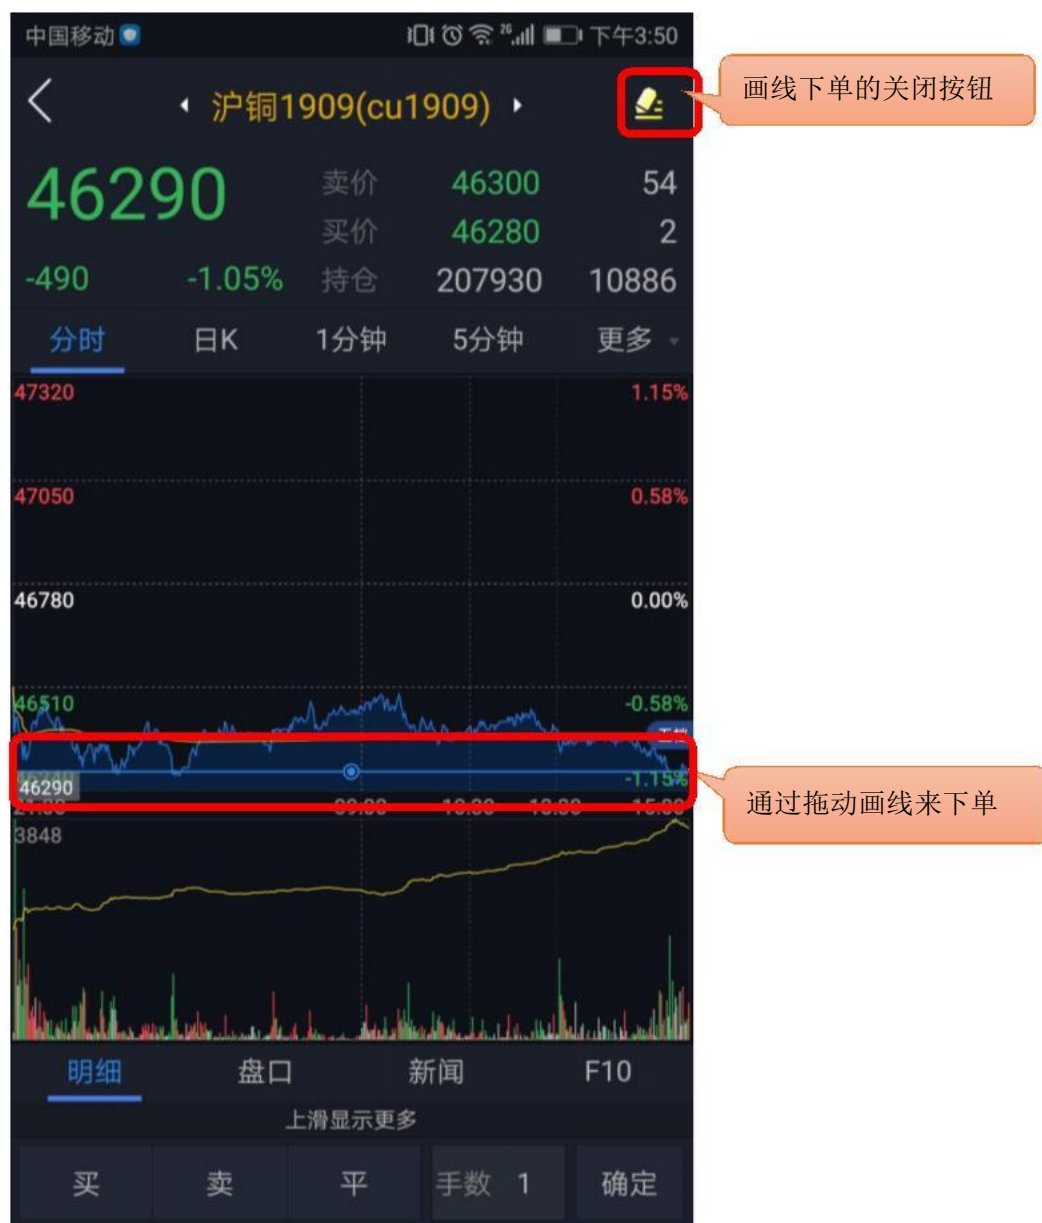 中国移动 26 下午3:50
画线下单的关闭按钮
沪铜1909(cu1909)
46290 卖价 46300 54
买价 46280 2
-490 -1.05% 持仓 207930 10886
分时 日K 1分钟 5分钟 更多
47320 1.15%
47050 0.58%
46780 0.00%
46510 -0.58%
46290 -1.15%
通过拖动画线来下单
3848
明细 盘口 新闻 F10
上滑显示更多
买 卖 平 手数 1 确定